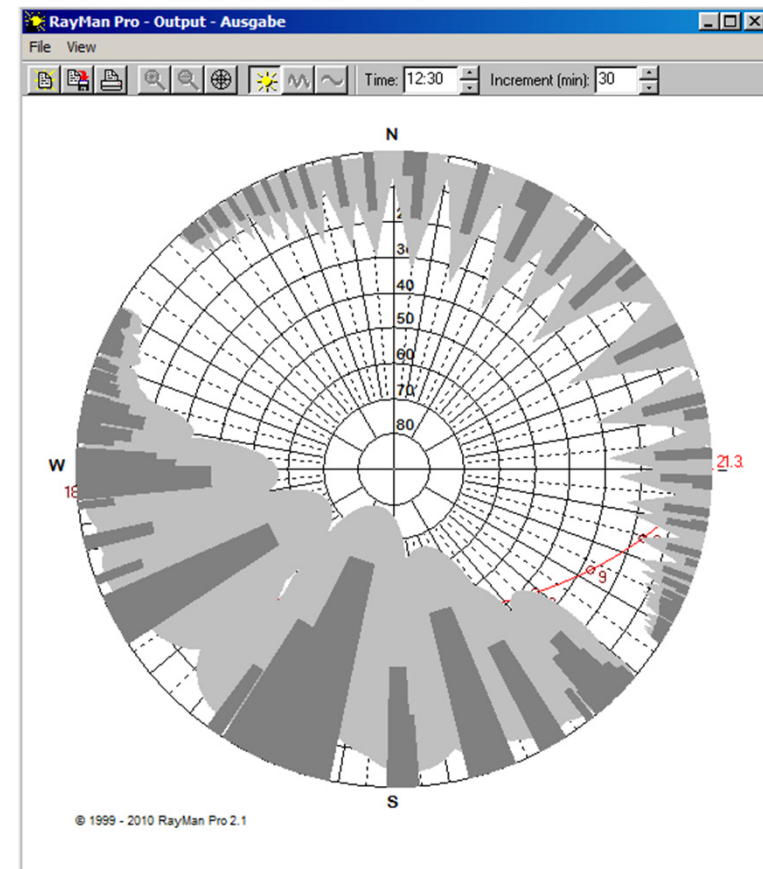 RayMan Pro - Output - Ausgabe
File View
Time: 12:30 Increment (min): 30
N
30
40
50
60
70
80
W
21.3.
18
9
S
© 1999 - 2010 RayMan Pro 2.1